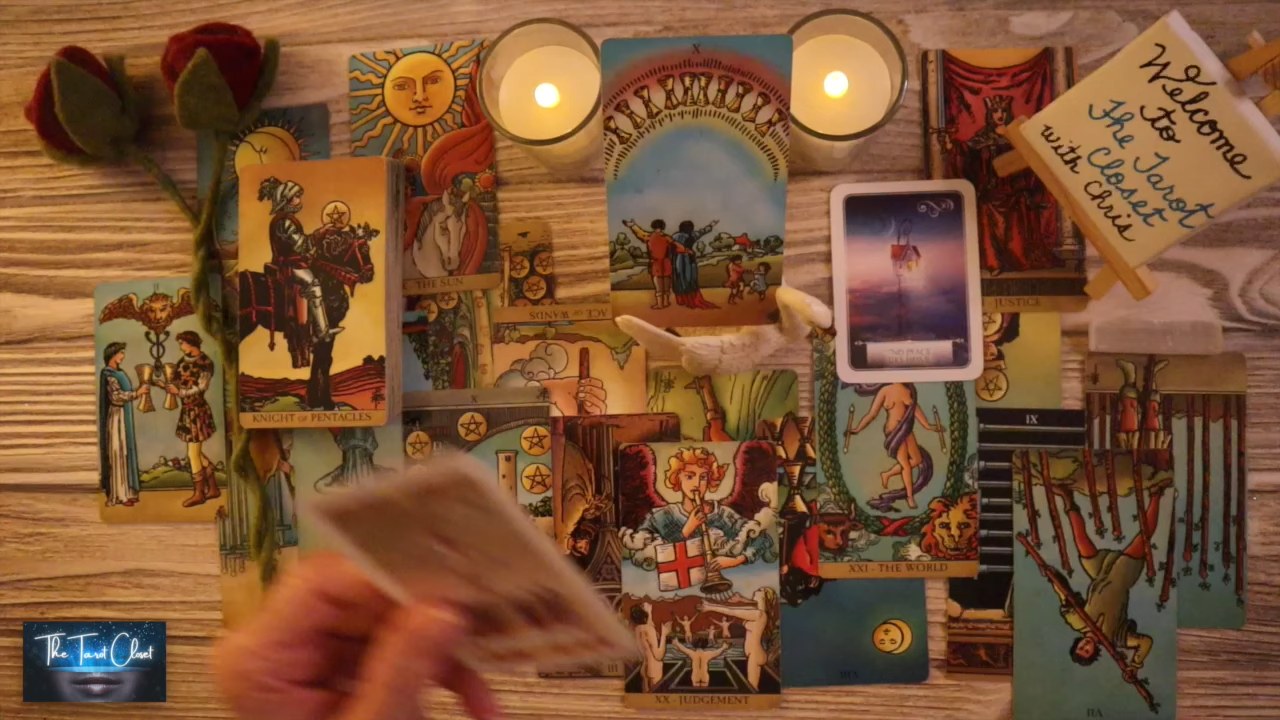 X
Welcome
to
The Tarot
Closet
with Chris
THE SUN
JUSTICE
ACE OF WANDS
KNIGHT OF PENTACLES
X
IX
XXI - THE WORLD
XX - JUDGEMENT
VII
The Tarot Closet